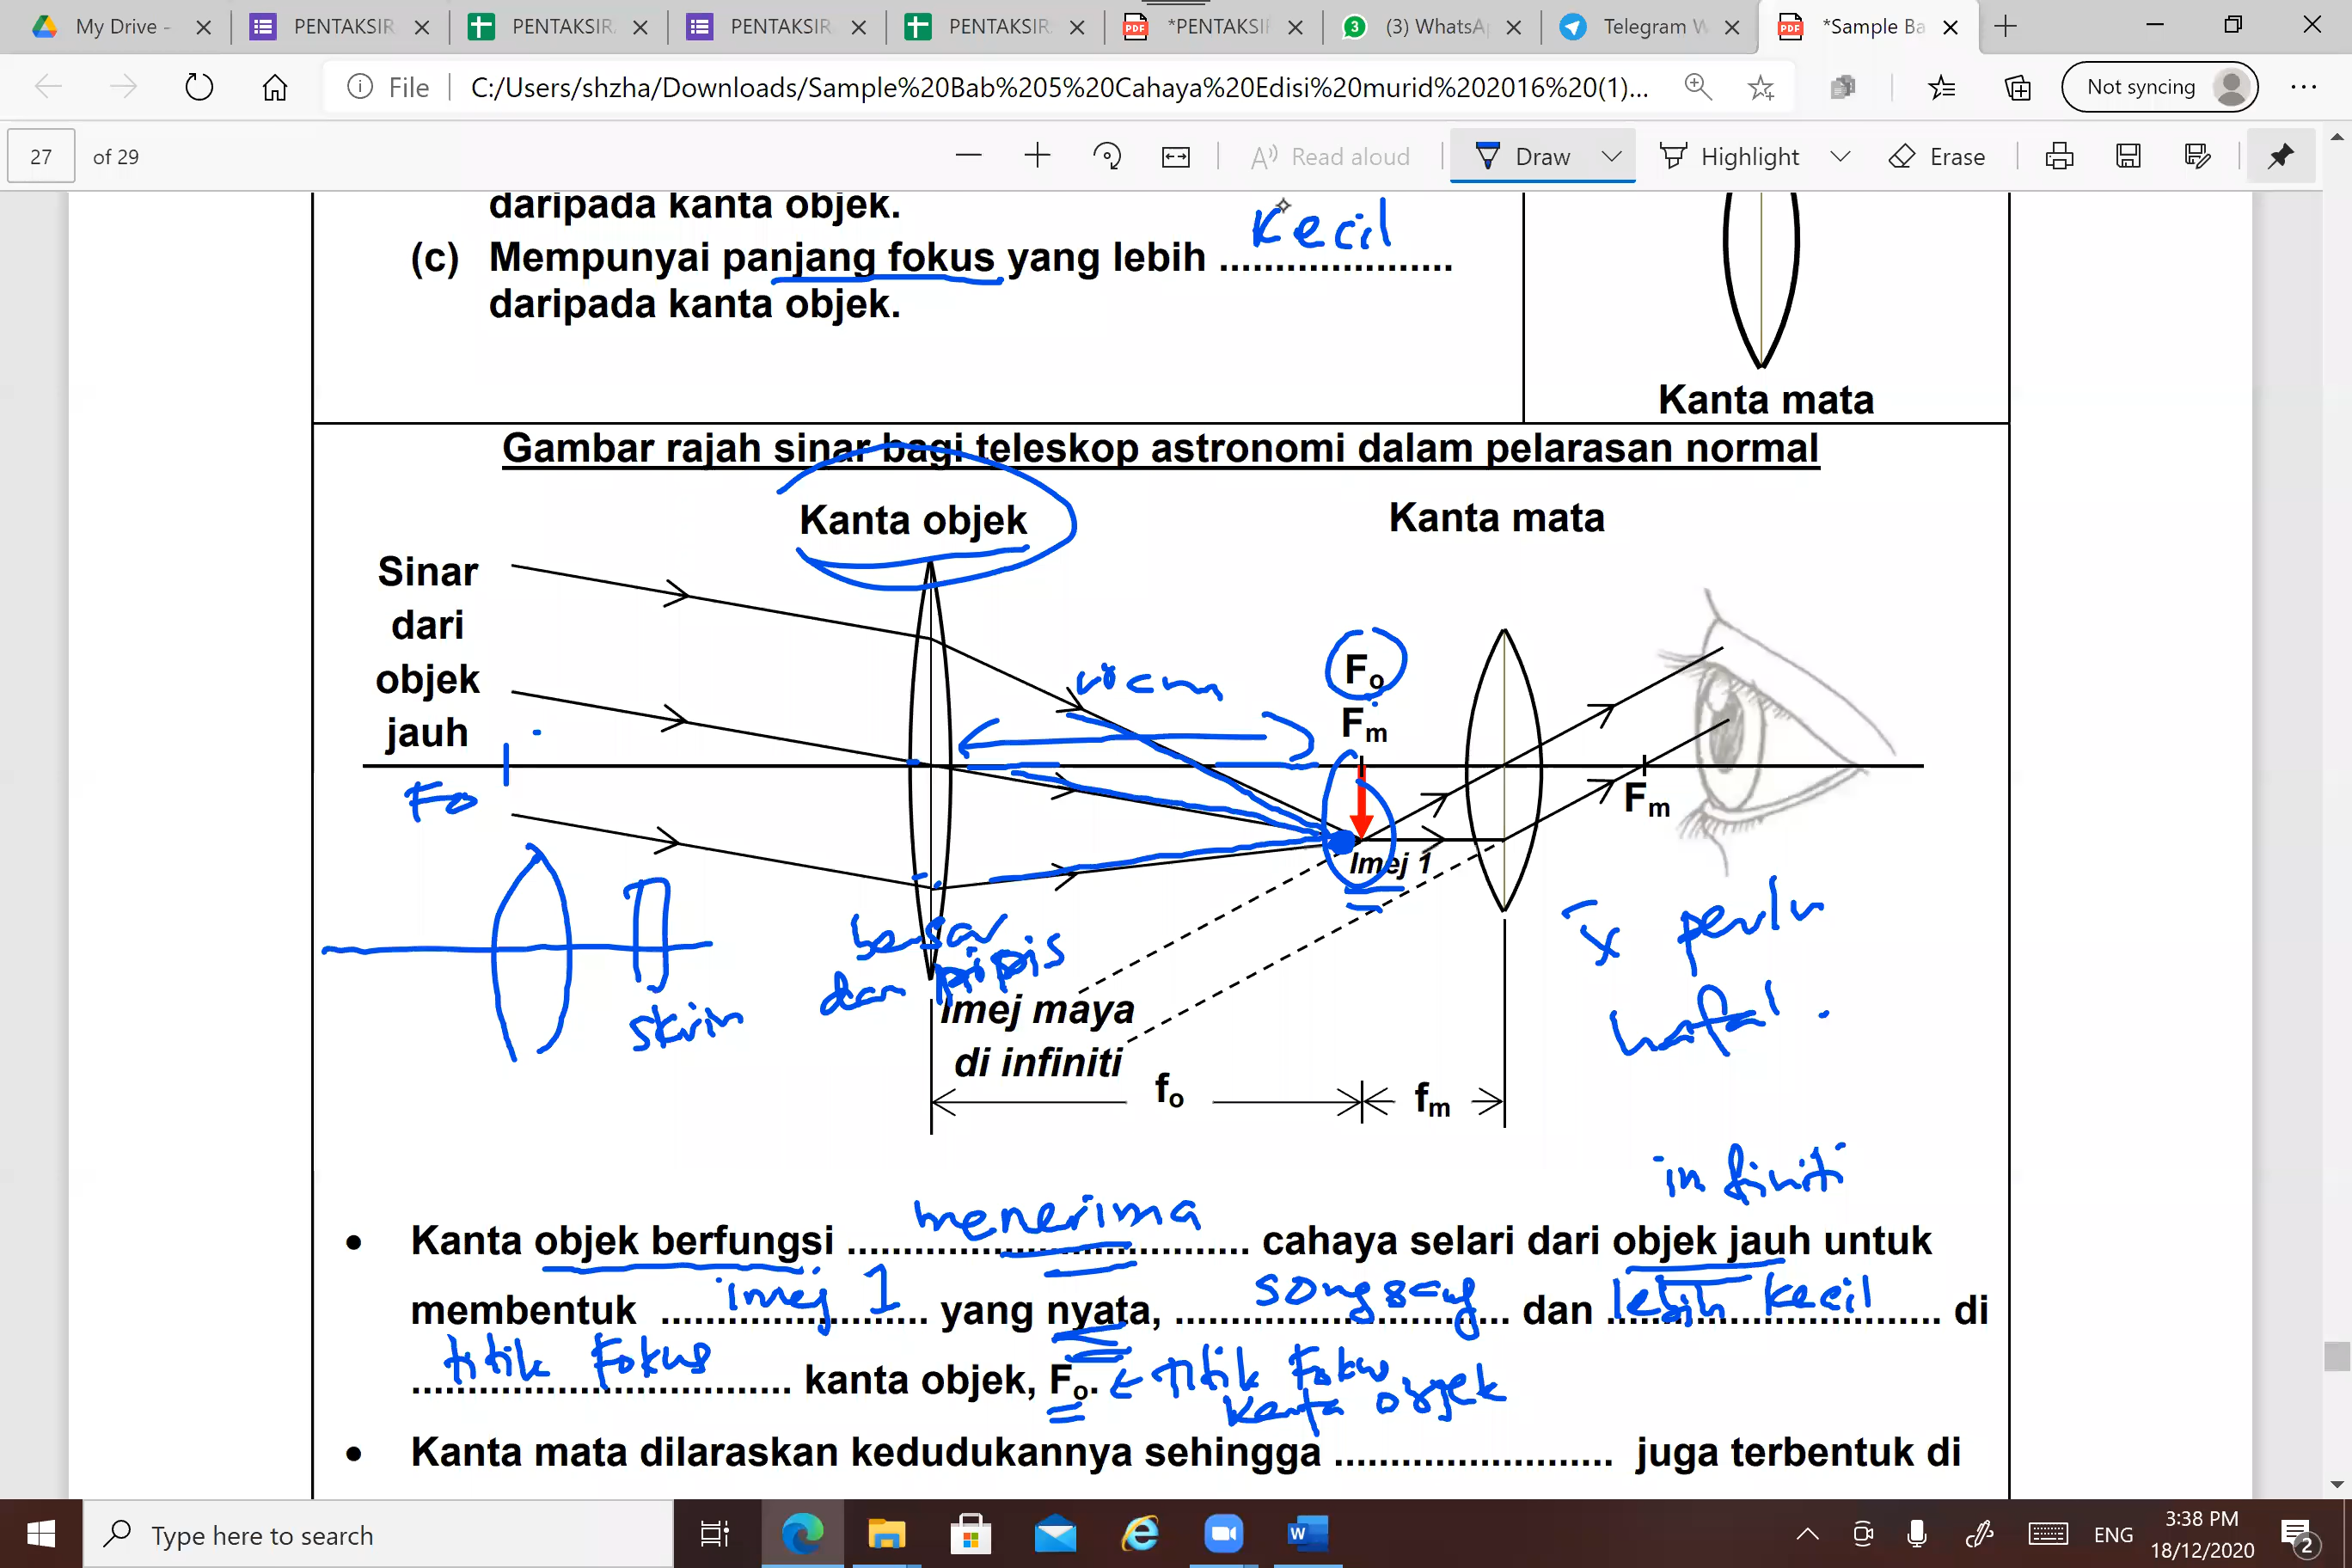 My Drive -
PENTAKSIR
PENTAKSIR
PENTAKSIR
PENTAKSIR
*PENTAKSIR
(3) WhatsA
Telegram W
*Sample Ba
File
C:/Users/shzha/Downloads/Sample%20Bab%205%20Cahaya%20Edisi%20murid%202016%20(1)...
Not syncing
27 of 29
Read aloud
Draw
Highlight
Erase
daripada kanta objek.
kecil
(c) Mempunyai panjang fokus yang lebih .....................
daripada kanta objek.
Kanta mata
Gambar rajah sinar bagi teleskop astronomi dalam pelarasan normal
Kanta objek
Kanta mata
Sinar
dari
objek
jauh
Fo
Fo
Fm
Fm
Imej 1
skrin
besar
dan pipis
Imej maya
di infiniti
x perlu
hafal.
fo
fm
infiniti
menerima
Kanta objek berfungsi .................................... cahaya selari dari objek jauh untuk
imej 1 songsang lebih kecil
membentuk ........................ yang nyata, .............................. dan .............................. di
titik fokus
.................................. kanta objek, Fo. ← titik fokus
kanta objek
Kanta mata dilaraskan kedudukannya sehingga ......................... juga terbentuk di
Type here to search
ENG
3:38 PM
18/12/2020
2